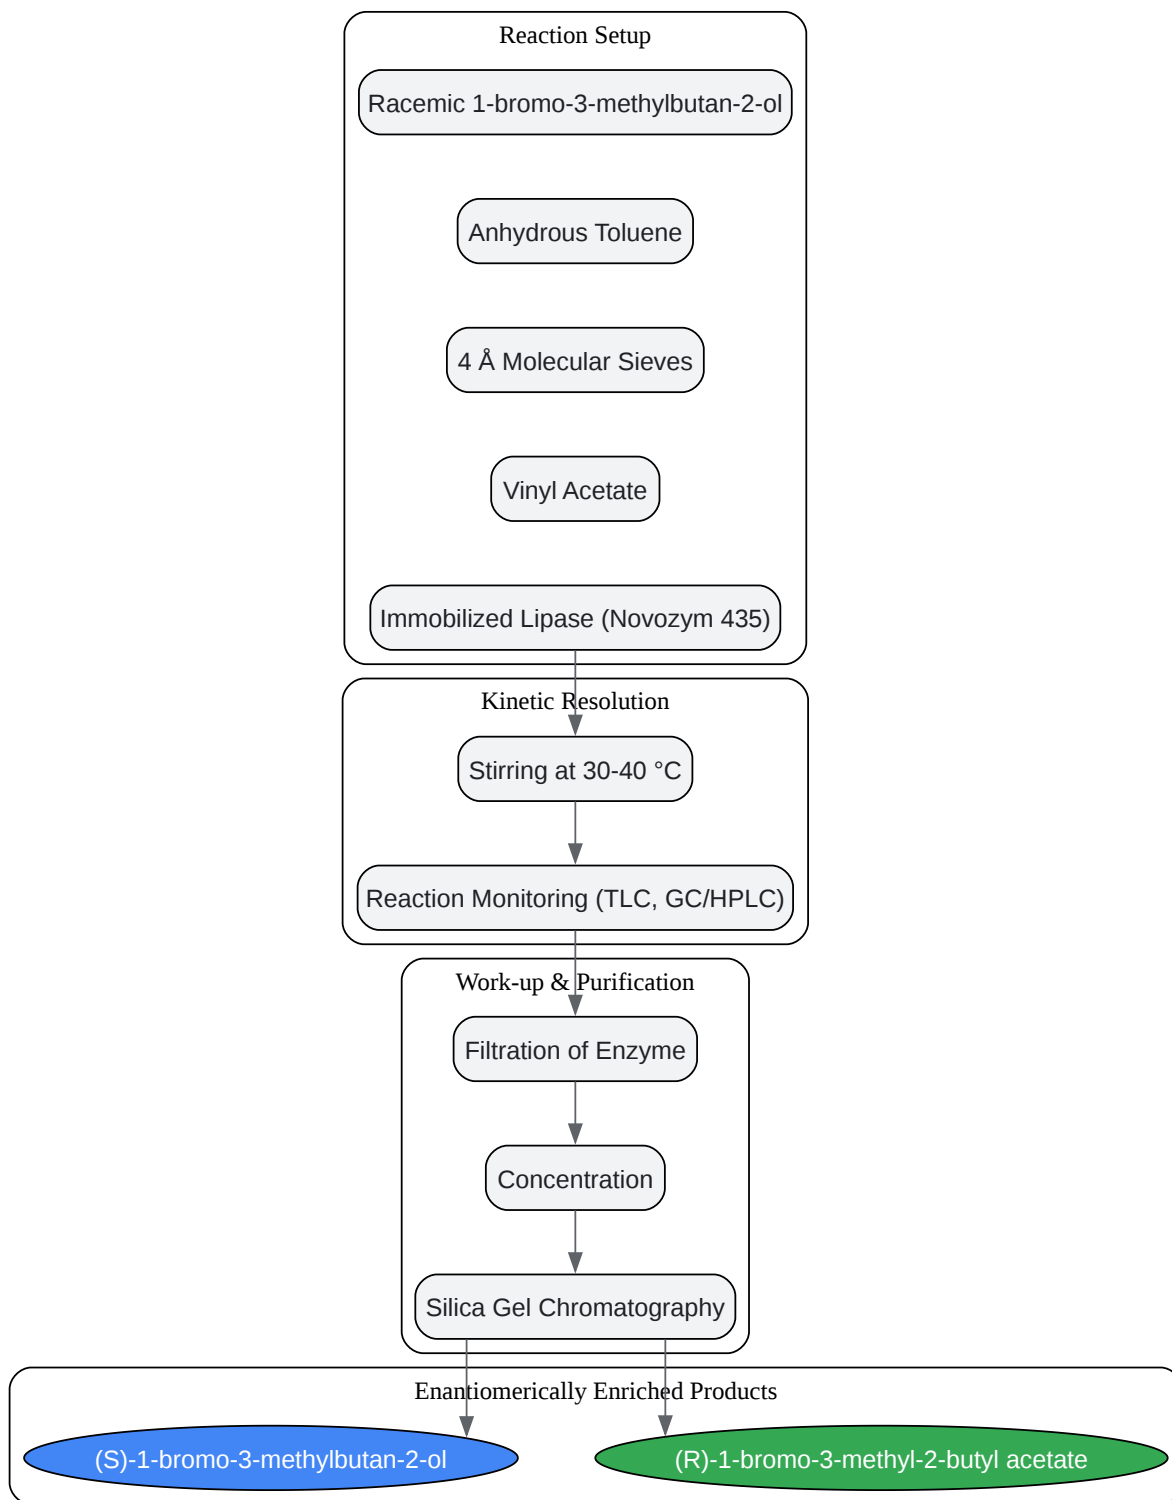 Reaction Setup
Racemic 1-bromo-3-methylbutan-2-ol
Anhydrous Toluene
4 Å Molecular Sieves
Vinyl Acetate
Immobilized Lipase (Novozym 435)
Kinetic Resolution
Stirring at 30-40 °C
Reaction Monitoring (TLC, GC/HPLC)
Work-up & Purification
Filtration of Enzyme
Concentration
Silica Gel Chromatography
Enantiomerically Enriched Products
(S)-1-bromo-3-methylbutan-2-ol
(R)-1-bromo-3-methyl-2-butyl acetate